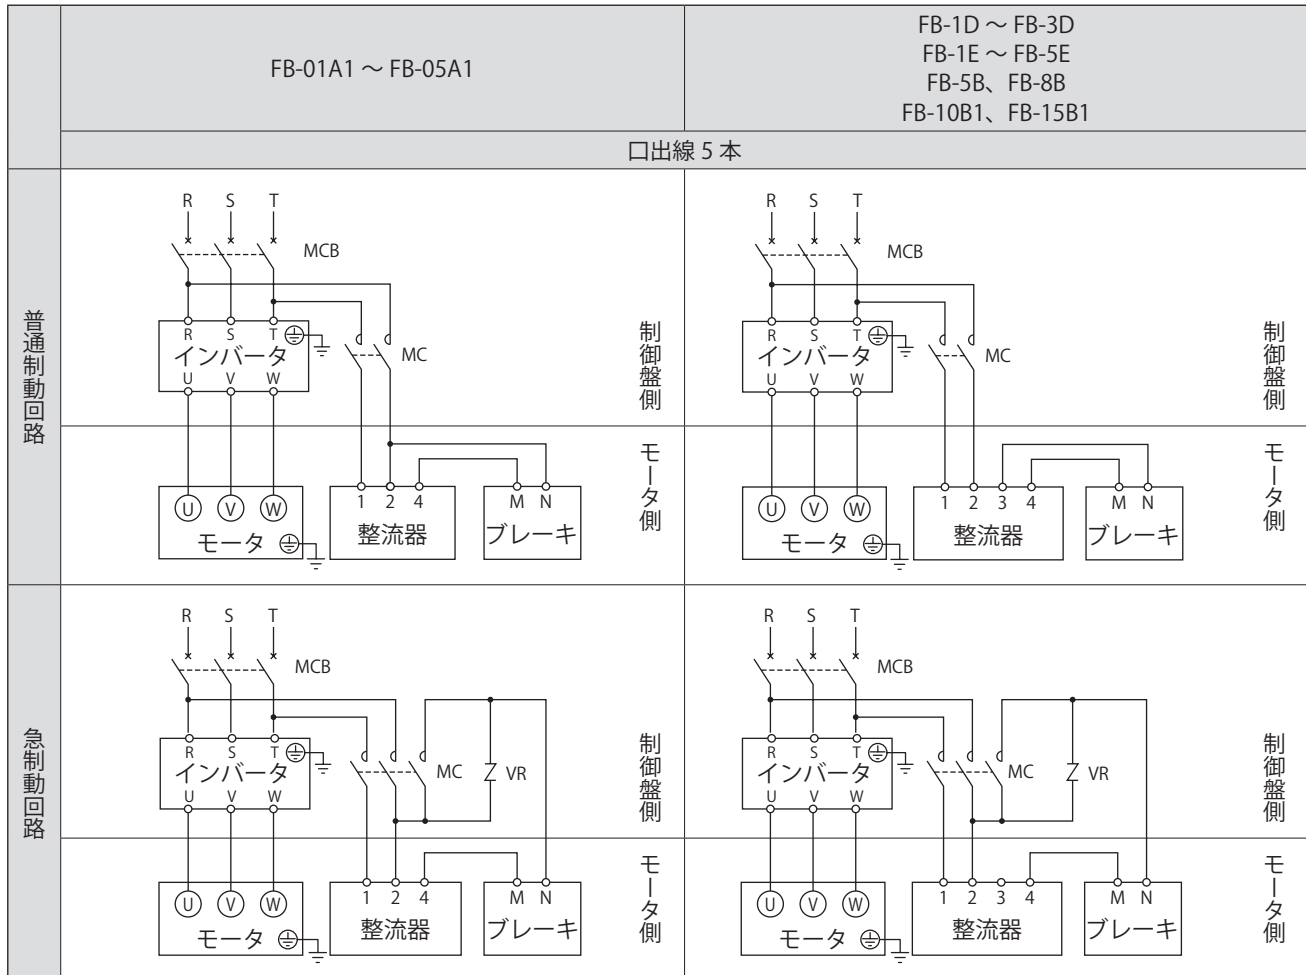 FB-01A1 ～ FB-05A1
FB-1D ～ FB-3D
FB-1E ～ FB-5E
FB-5B、FB-8B
FB-10B1、FB-15B1
口出線 5 本
普通制動回路
R S T
MCB
R S T
インバータ
U V W
MC
制御盤側
モータ側
U V W
モータ
1 2 4
整流器
M N
ブレーキ
R S T
MCB
R S T
インバータ
U V W
MC
制御盤側
モータ側
U V W
モータ
1 2 3 4
整流器
M N
ブレーキ
急制動回路
R S T
MCB
R S T
インバータ
U V W
MC
VR
制御盤側
モータ側
U V W
モータ
1 2 4
整流器
M N
ブレーキ
R S T
MCB
R S T
インバータ
U V W
MC
VR
制御盤側
モータ側
U V W
モータ
1 2 3 4
整流器
M N
ブレーキ